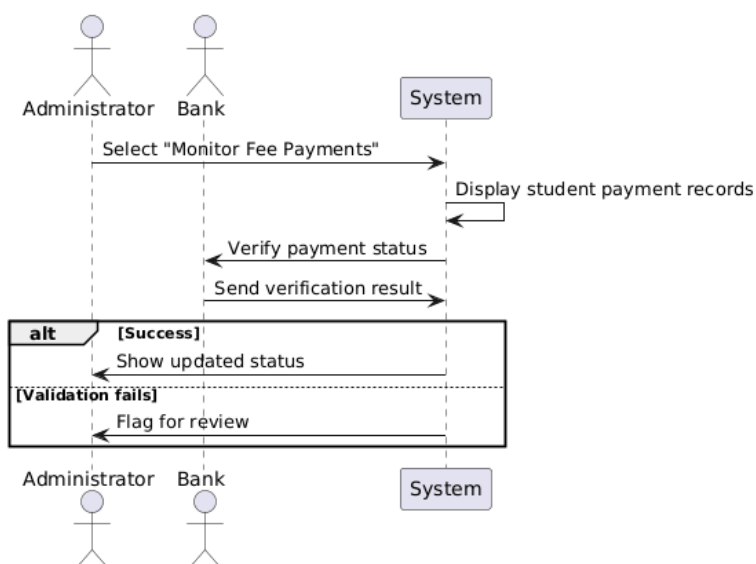 Administrator Bank System
Select "Monitor Fee Payments"
Display student payment records
Verify payment status
Send verification result
alt [Success]
Show updated status
[Validation fails]
Flag for review
Administrator Bank System